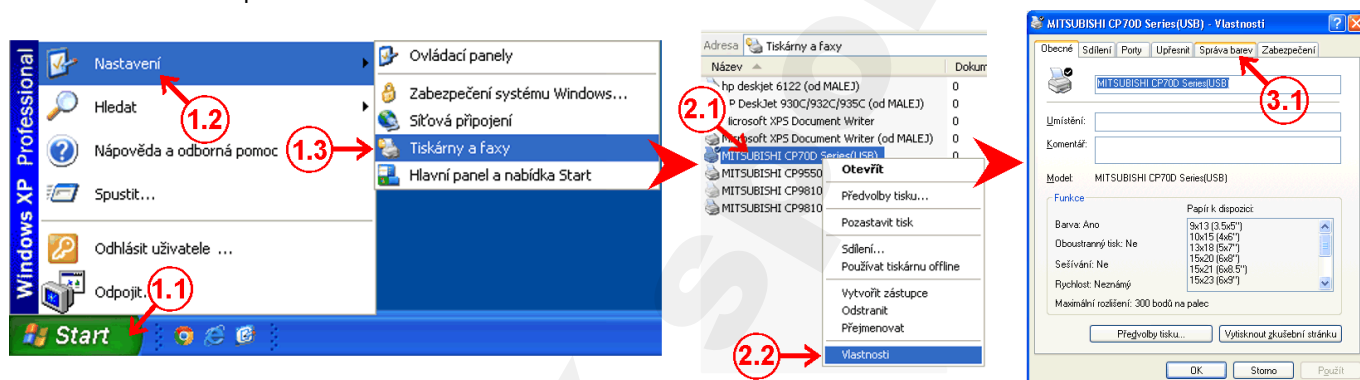 Windows XP Professional
Nastavení
1.2
Hledat
Nápověda a odborná pomoc
Spustit...
Odhlásit uživatele ...
Odpojit.
1.1
Start
Ovládací panely
Zabezpečení systému Windows...
Síťová připojení
1.3
Tiskárny a faxy
Hlavní panel a nabídka Start
Adresa Tiskárny a faxy
Název Dokum
hp deskjet 6122 (od MALEJ) 0
P DeskJet 930C/932C/935C (od MALEJ) 0
2.1
licrosoft XPS Document Writer 0
Microsoft XPS Document Writer (od MALEJ) 0
MITSUBISHI CP70D Series(USB) 0
MITSUBISHI CP9550
MITSUBISHI CP9810
MITSUBISHI CP9810
Otevřít
Předvolby tisku...
Pozastavit tisk
Sdílení...
Používat tiskárnu offline
Vytvořit zástupce
Odstranit
Přejmenovat
2.2
Vlastnosti
MITSUBISHI CP70D Series(USB) - Vlastnosti
Obecné Sdílení Porty Upřesnit Správa barev Zabezpečení
MITSUBISHI CP70D Series(USB)
3.1
Umístění:
Komentář:
Model: MITSUBISHI CP70D Series(USB)
Funkce
Barva: Ano
Oboustranný tisk: Ne
Sešívání: Ne
Rychlost: Neznámý
Maximální rozlišení: 300 bodů na palec
Papír k dispozici:
9x13 (3.5x5")
10x15 (4x6")
13x18 (5x7")
15x20 (6x8")
15x21 (6x8.5")
15x23 (6x9")
Předvolby tisku... Vytisknout zkušební stránku
OK Storno Použít